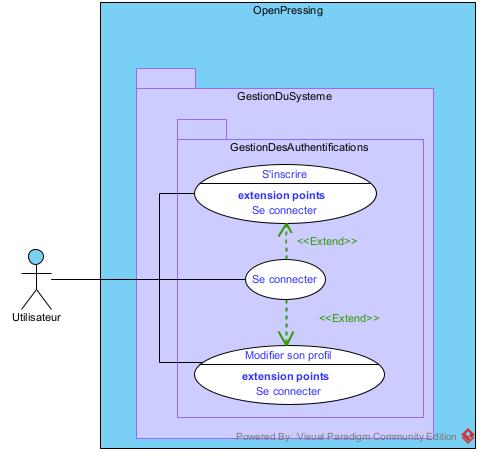 OpenPressing
GestionDuSysteme
GestionDesAuthentifications
S'inscrire
extension points
Se connecter
<<Extend>>
Se connecter
Utilisateur
<<Extend>>
Modifier son profil
extension points
Se connecter
Powered By Visual Paradigm Community Edition